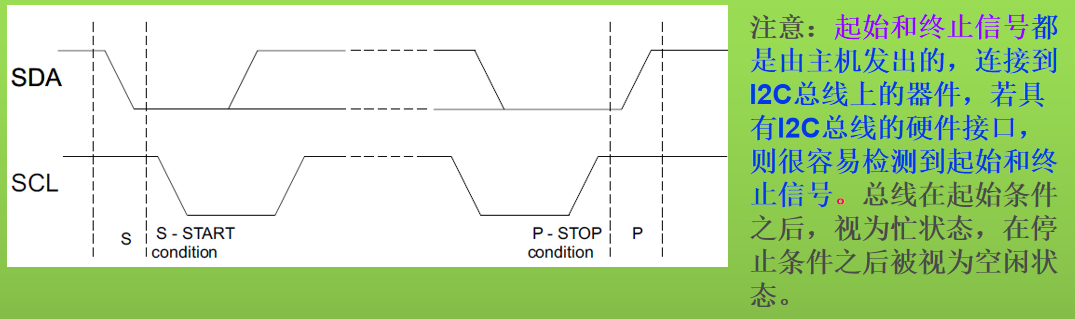 SDA
SCL
S
S - START
condition
P - STOP
condition
P
注意：起始和终止信号都
是由主机发出的，连接到
I2C总线上的器件，若具
有I2C总线的硬件接口，
则很容易检测到起始和终
止信号。总线在起始条件
之后，视为忙状态，在停
止条件之后被视为空闲状
态。